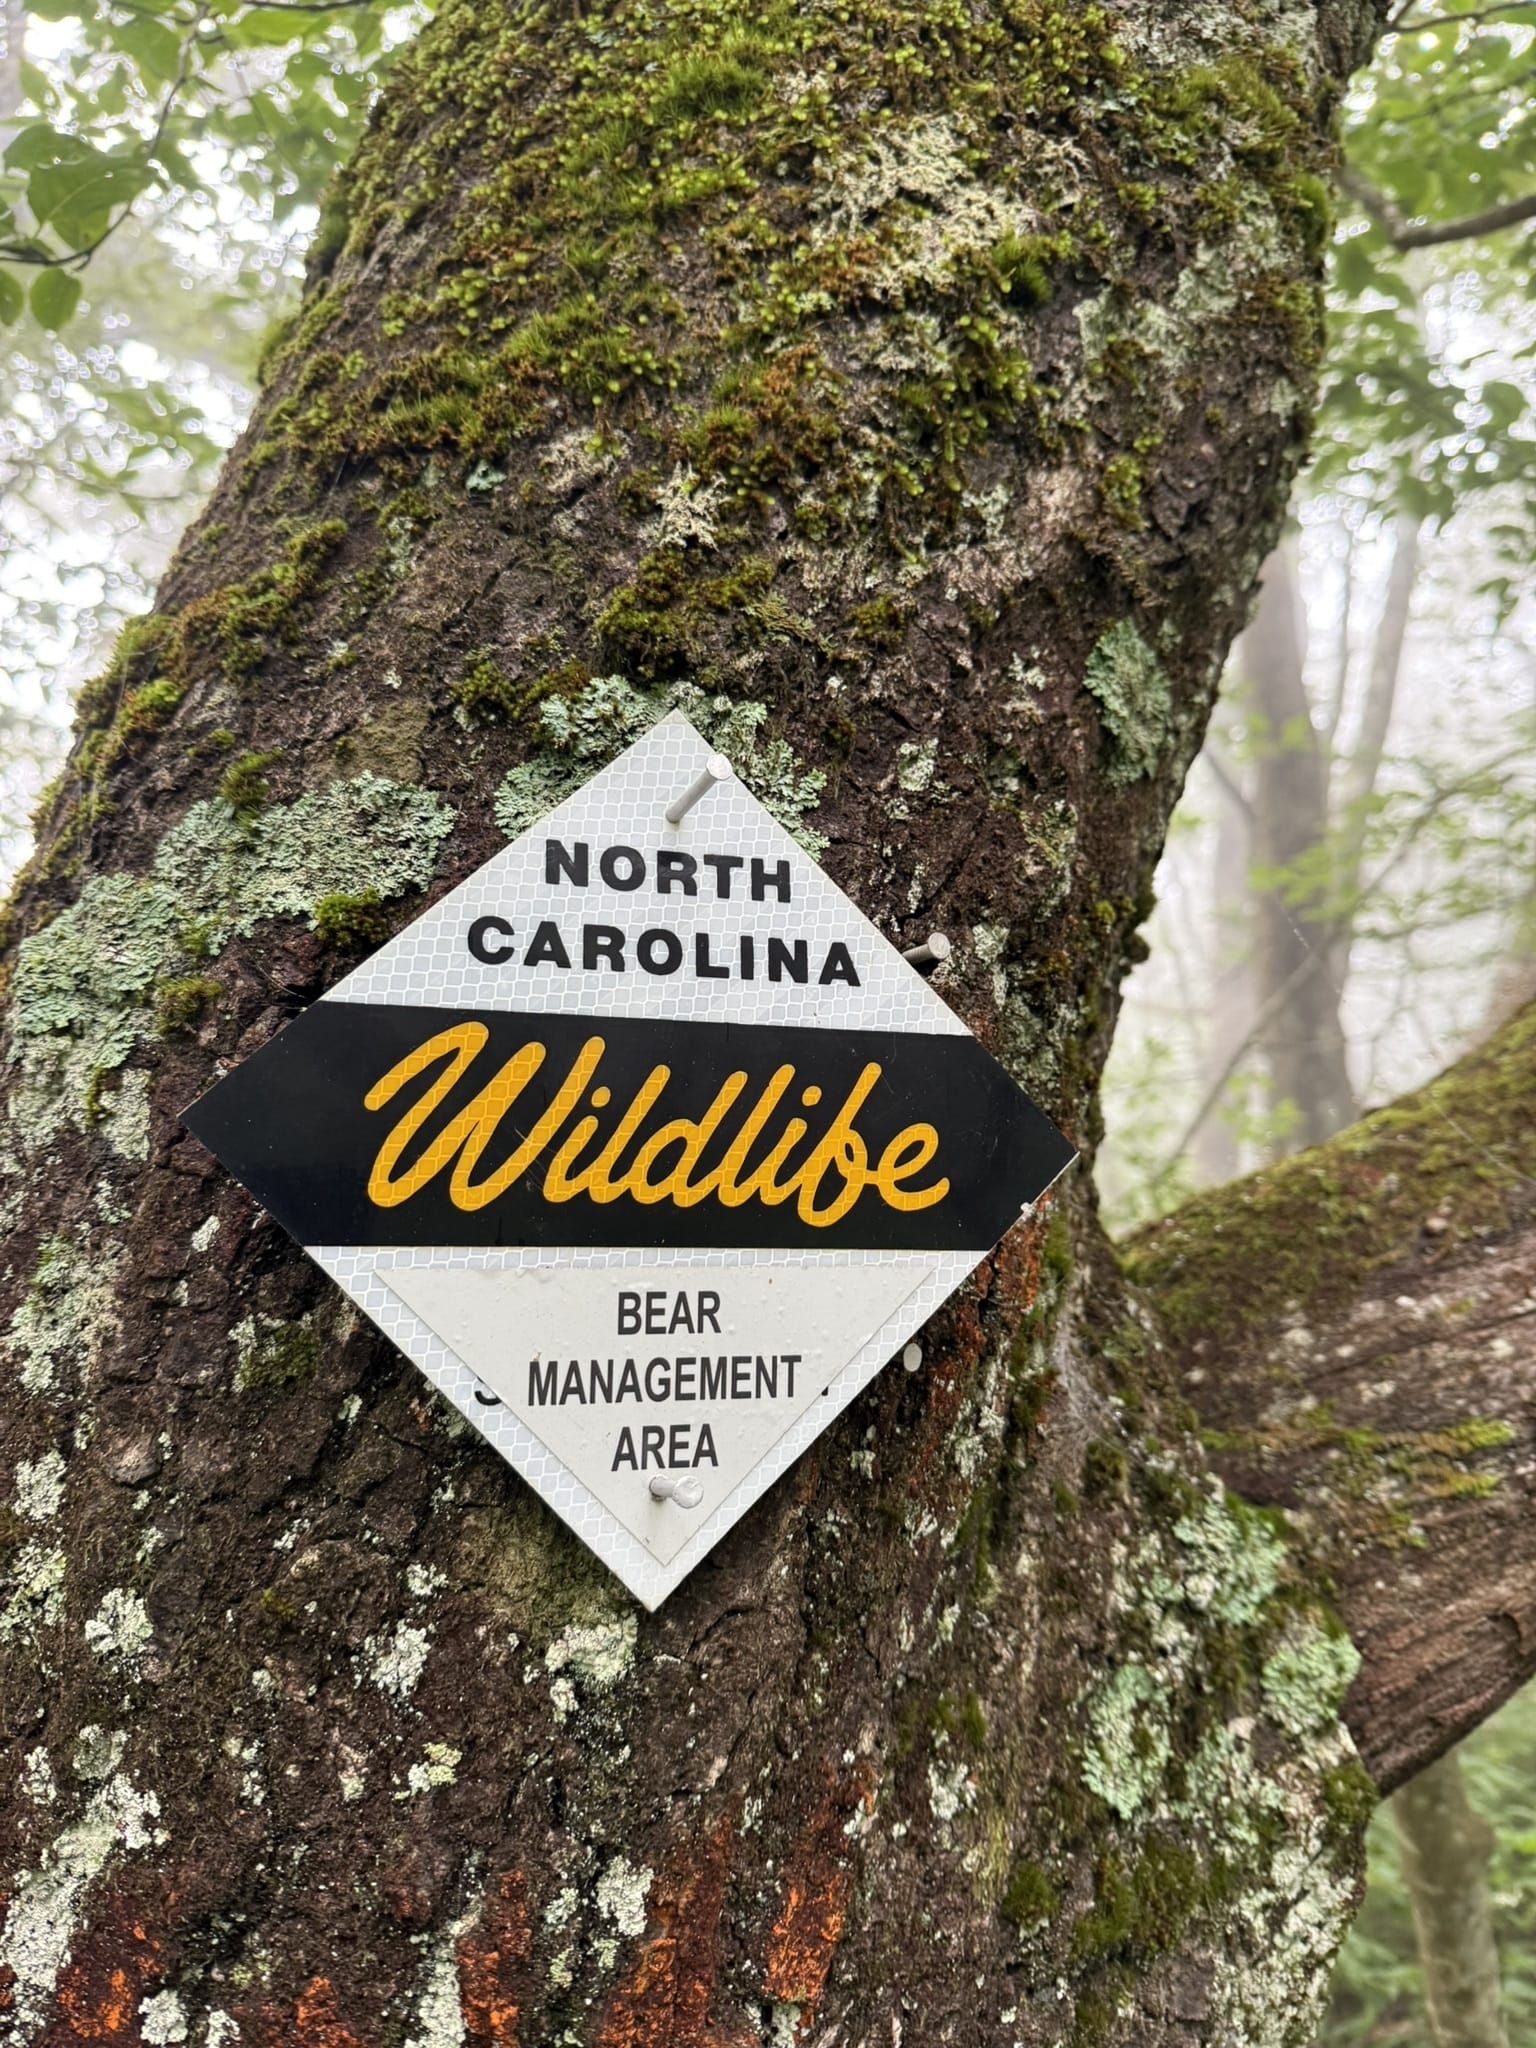 NORTH
CAROLINA
Wildlife
BEAR
MANAGEMENT
AREA